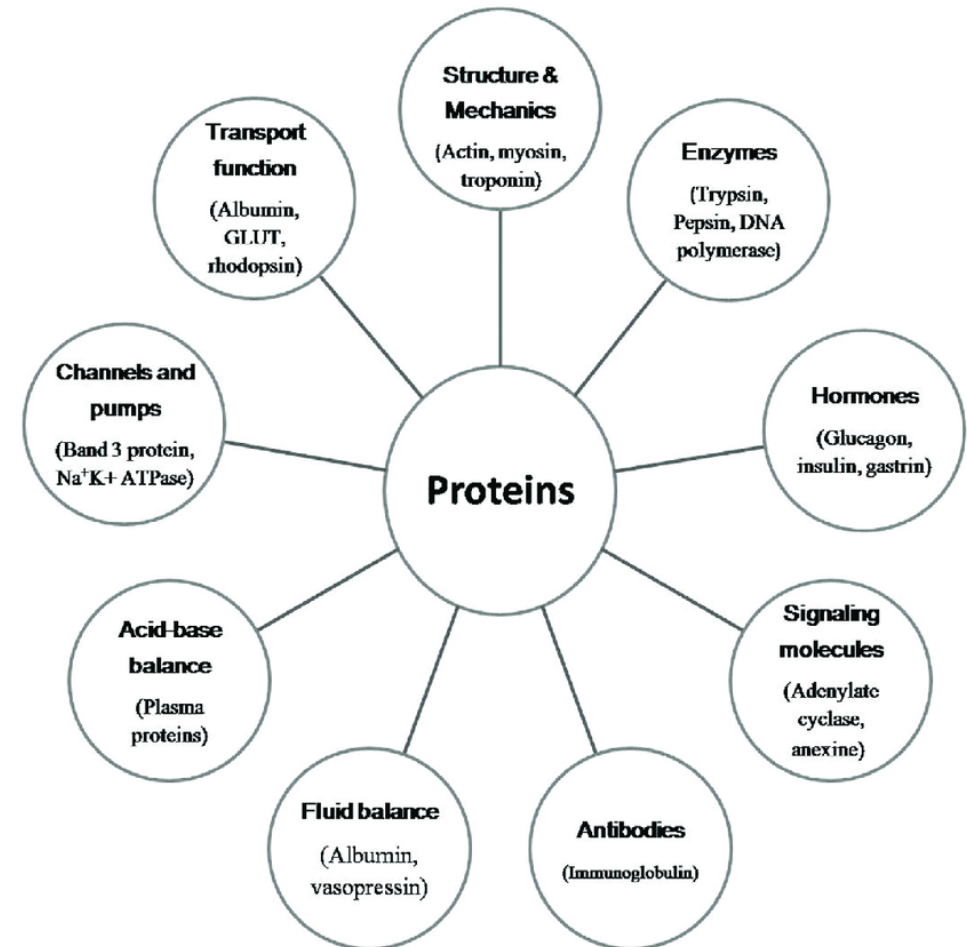 Structure &
Mechanics
(Actin, myosin,
troponin)
Enzymes
(Trypsin,
Pepsin, DNA
polymerase)
Hormones
(Glucagon,
insulin, gastrin)
Signaling
molecules
(Adenylate
cyclase,
anexine)
Antibodies
(Immunoglobulin)
Fluid balance
(Albumin,
vasopressin)
Acid-base
balance
(Plasma
proteins)
Channels and
pumps
(Band 3 protein,
Na⁺K+ ATPase)
Transport
function
(Albumin,
GLUT,
rhodopsin)
Proteins